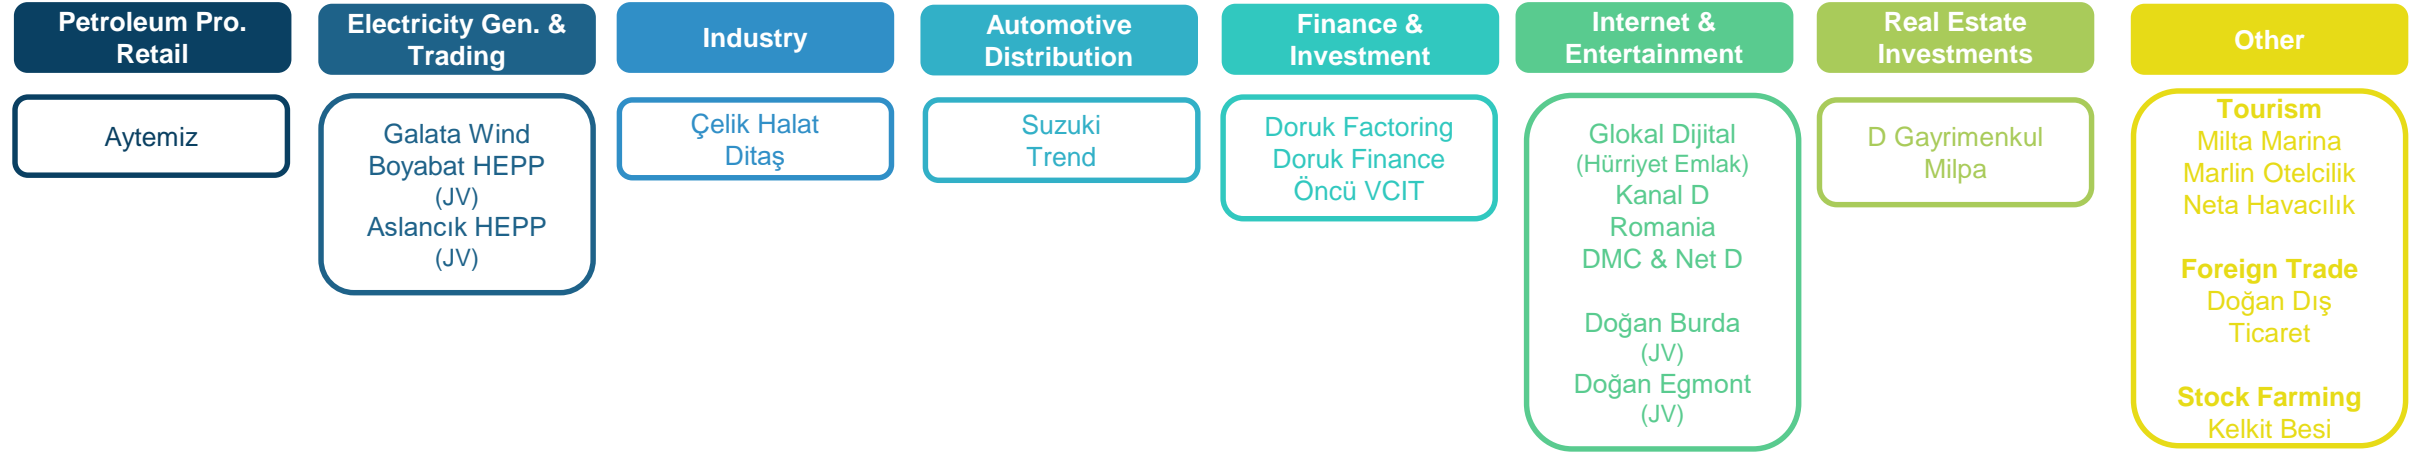 Petroleum Pro.
Retail
Aytemiz
Electricity Gen. &
Trading
Galata Wind
Boyabat HEPP
(JV)
Aslancık HEPP
(JV)
Industry
Çelik Halat
Ditaş
Automotive
Distribution
Suzuki
Trend
Finance &
Investment
Doruk Factoring
Doruk Finance
Öncü VCIT
Internet &
Entertainment
Glokal Dijital
(Hürriyet Emlak)
Kanal D
Romania
DMC & Net D
Doğan Burda
(JV)
Doğan Egmont
(JV)
Real Estate
Investments
D Gayrimenkul
Milpa
Other
Tourism
Milta Marina
Marlin Otelcilik
Neta Havacılık
Foreign Trade
Doğan Dış
Ticaret
Stock Farming
Kelkit Besi